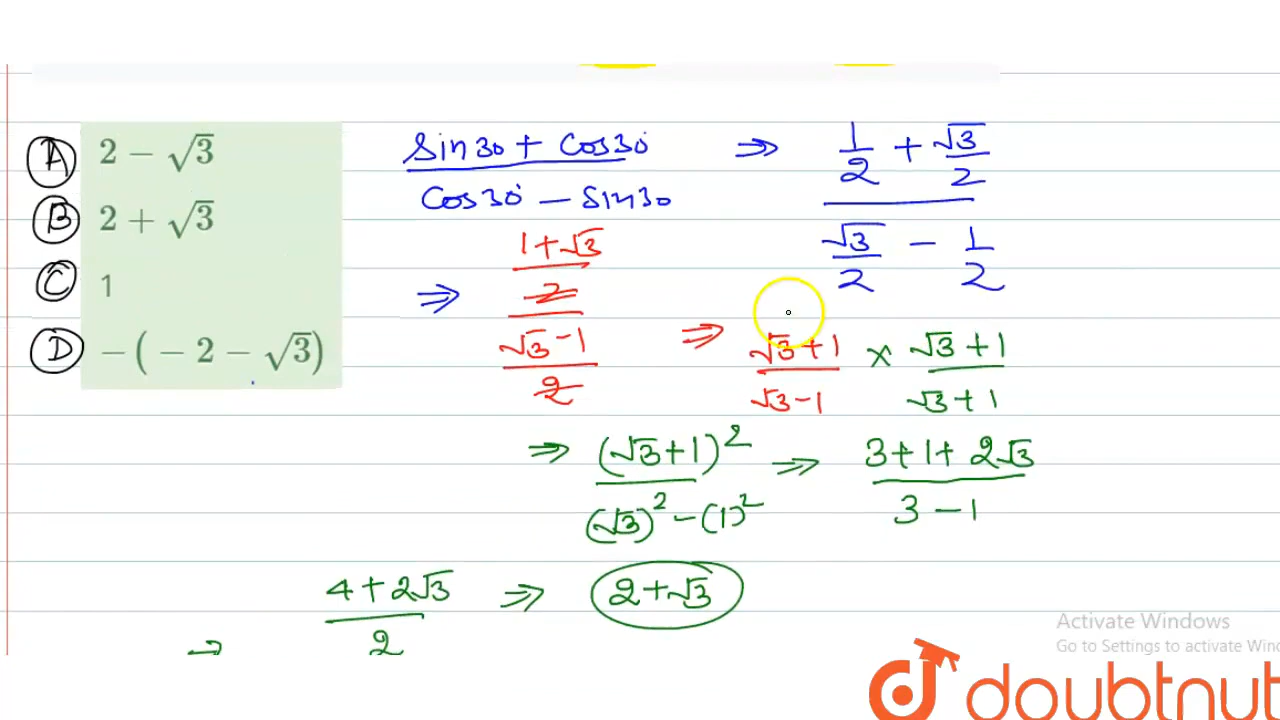 A 2 − √3
B 2 + √3
C 1
D −(−2 − √3)
Sin30 + Cos30° / Cos30° − Sin30 ⇒ (1/2 + √3/2) / (√3/2 − 1/2)
⇒ ((1+√3)/2) / ((√3−1)/2) ⇒ (√3+1)/(√3−1) × (√3+1)/(√3+1)
⇒ (√3+1)² / ((√3)² − (1)²) ⇒ (3+1+2√3)/(3−1)
⇒ (4+2√3)/2 ⇒ 2+√3
Activate Windows
Go to Settings to activate Win
doubtnut